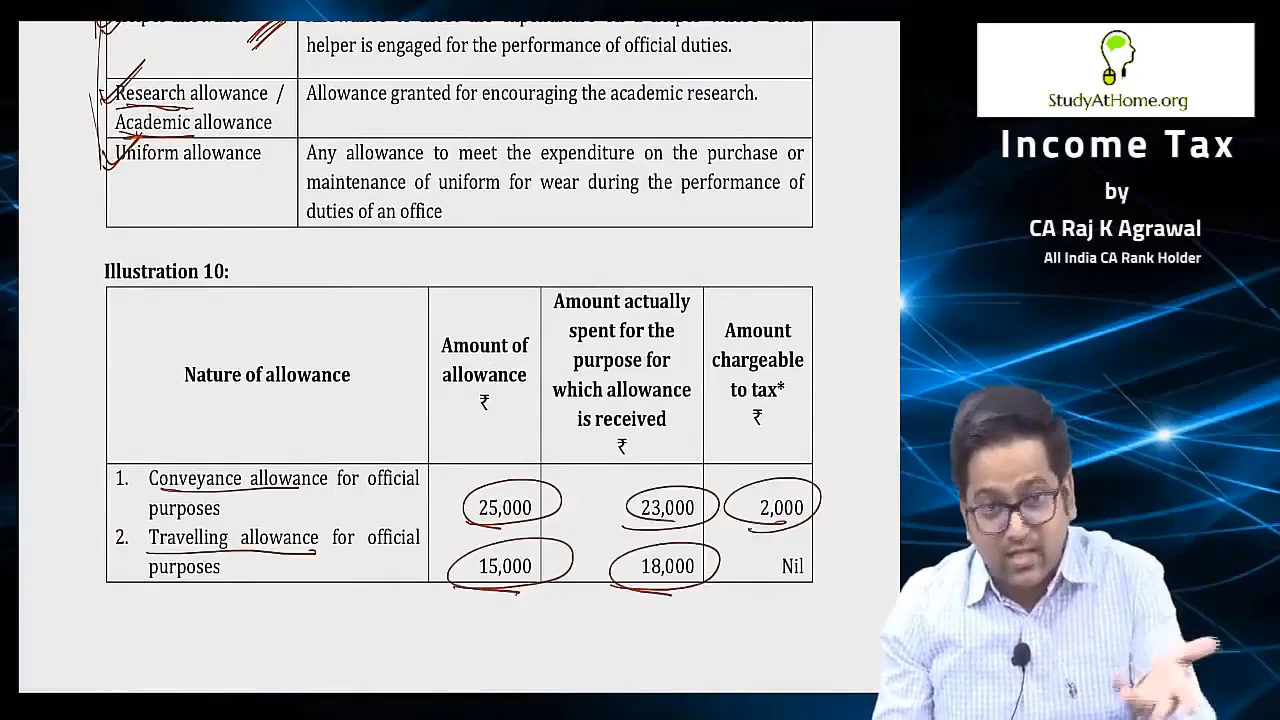 helper is engaged for the performance of official duties.
Research allowance / Allowance granted for encouraging the academic research.
Academic allowance
Uniform allowance Any allowance to meet the expenditure on the purchase or
maintenance of uniform for wear during the performance of
duties of an office
Illustration 10:
Nature of allowance
Amount of
allowance
₹
Amount actually
spent for the
purpose for
which allowance
is received
₹
Amount
chargeable
to tax*
₹
1. Conveyance allowance for official
purposes 25,000 23,000 2,000
2. Travelling allowance for official
purposes 15,000 18,000 Nil
StudyAtHome.org
Income Tax
by
CA Raj K Agrawal
All India CA Rank Holder